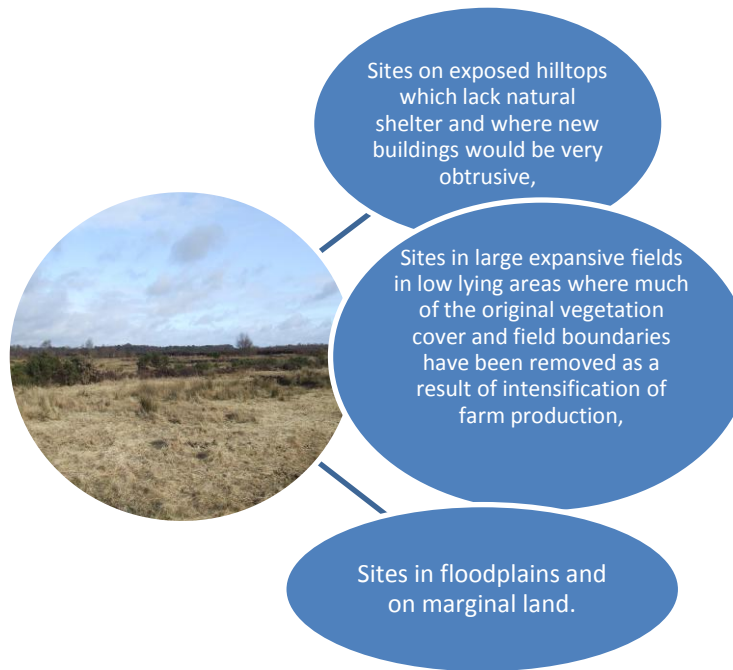 Sites on exposed hilltops
which lack natural
shelter and where new
buildings would be very
obtrusive,
Sites in large expansive fields
in low lying areas where much
of the original vegetation
cover and field boundaries
have been removed as a
result of intensification of
farm production,
Sites in floodplains and
on marginal land.